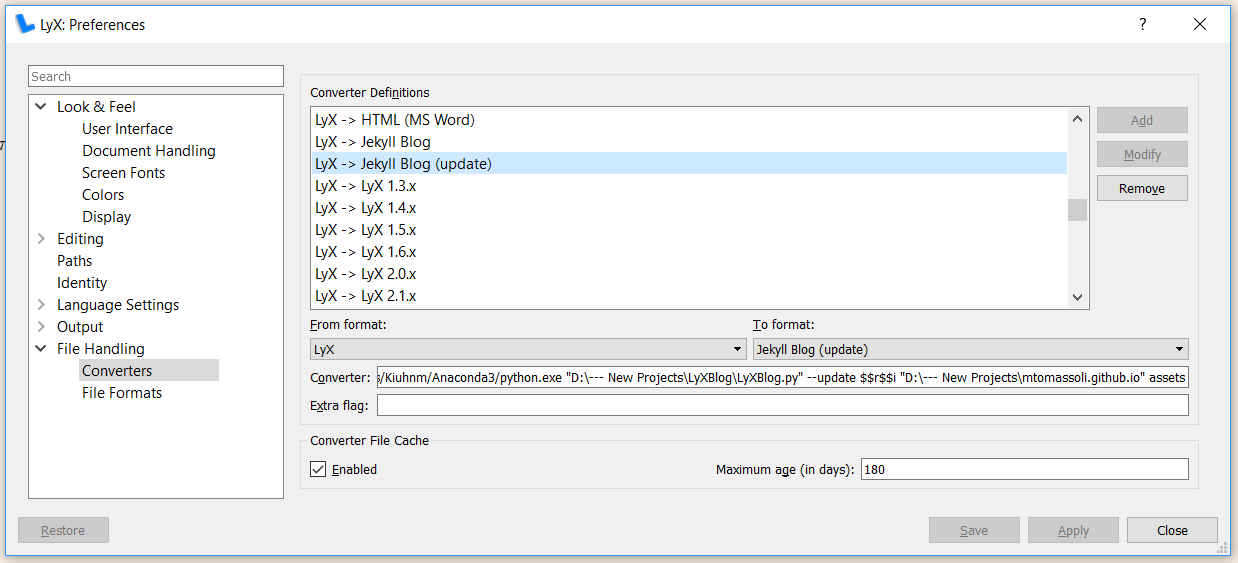 LyX: Preferences
?
Search
Look & Feel
User Interface
Document Handling
Screen Fonts
Colors
Display
Editing
Paths
Identity
Language Settings
Output
File Handling
Converters
File Formats
Converter Definitions
LyX -> HTML (MS Word)
LyX -> Jekyll Blog
LyX -> Jekyll Blog (update)
LyX -> LyX 1.3.x
LyX -> LyX 1.4.x
LyX -> LyX 1.5.x
LyX -> LyX 1.6.x
LyX -> LyX 2.0.x
LyX -> LyX 2.1.x
Add
Modify
Remove
From format:
To format:
LyX
Jekyll Blog (update)
Converter: s/Kiuhnm/Anaconda3/python.exe "D:\--- New Projects\LyXBlog\LyXBlog.py" --update $$r$$i "D:\--- New Projects\mtomassoli.github.io" assets
Extra flag:
Converter File Cache
Enabled
Maximum age (in days): 180
Restore
Save
Apply
Close